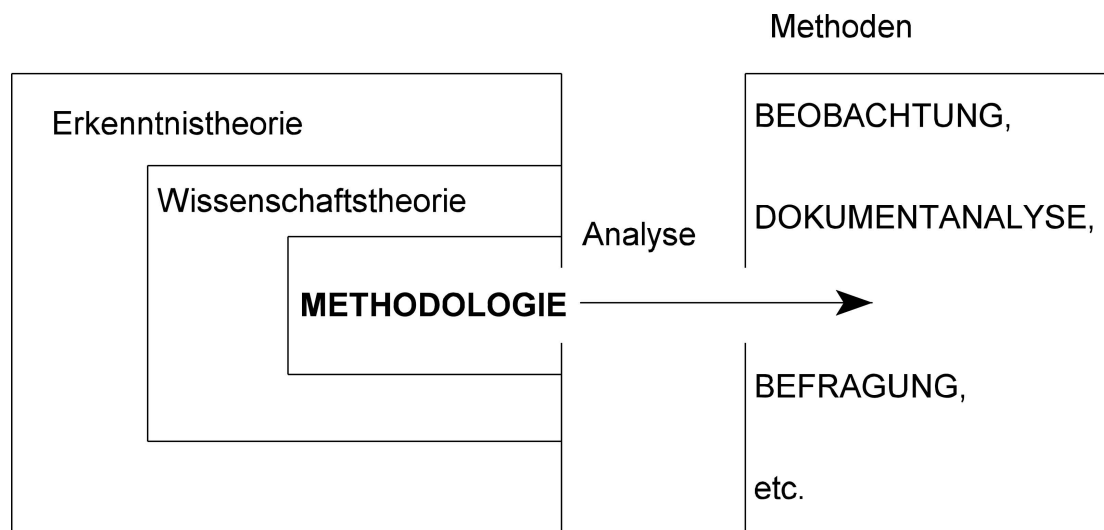 Methoden
Erkenntnistheorie
Wissenschaftstheorie
Analyse
METHODOLOGIE
BEOBACHTUNG,
DOKUMENTANALYSE,
BEFRAGUNG,
etc.